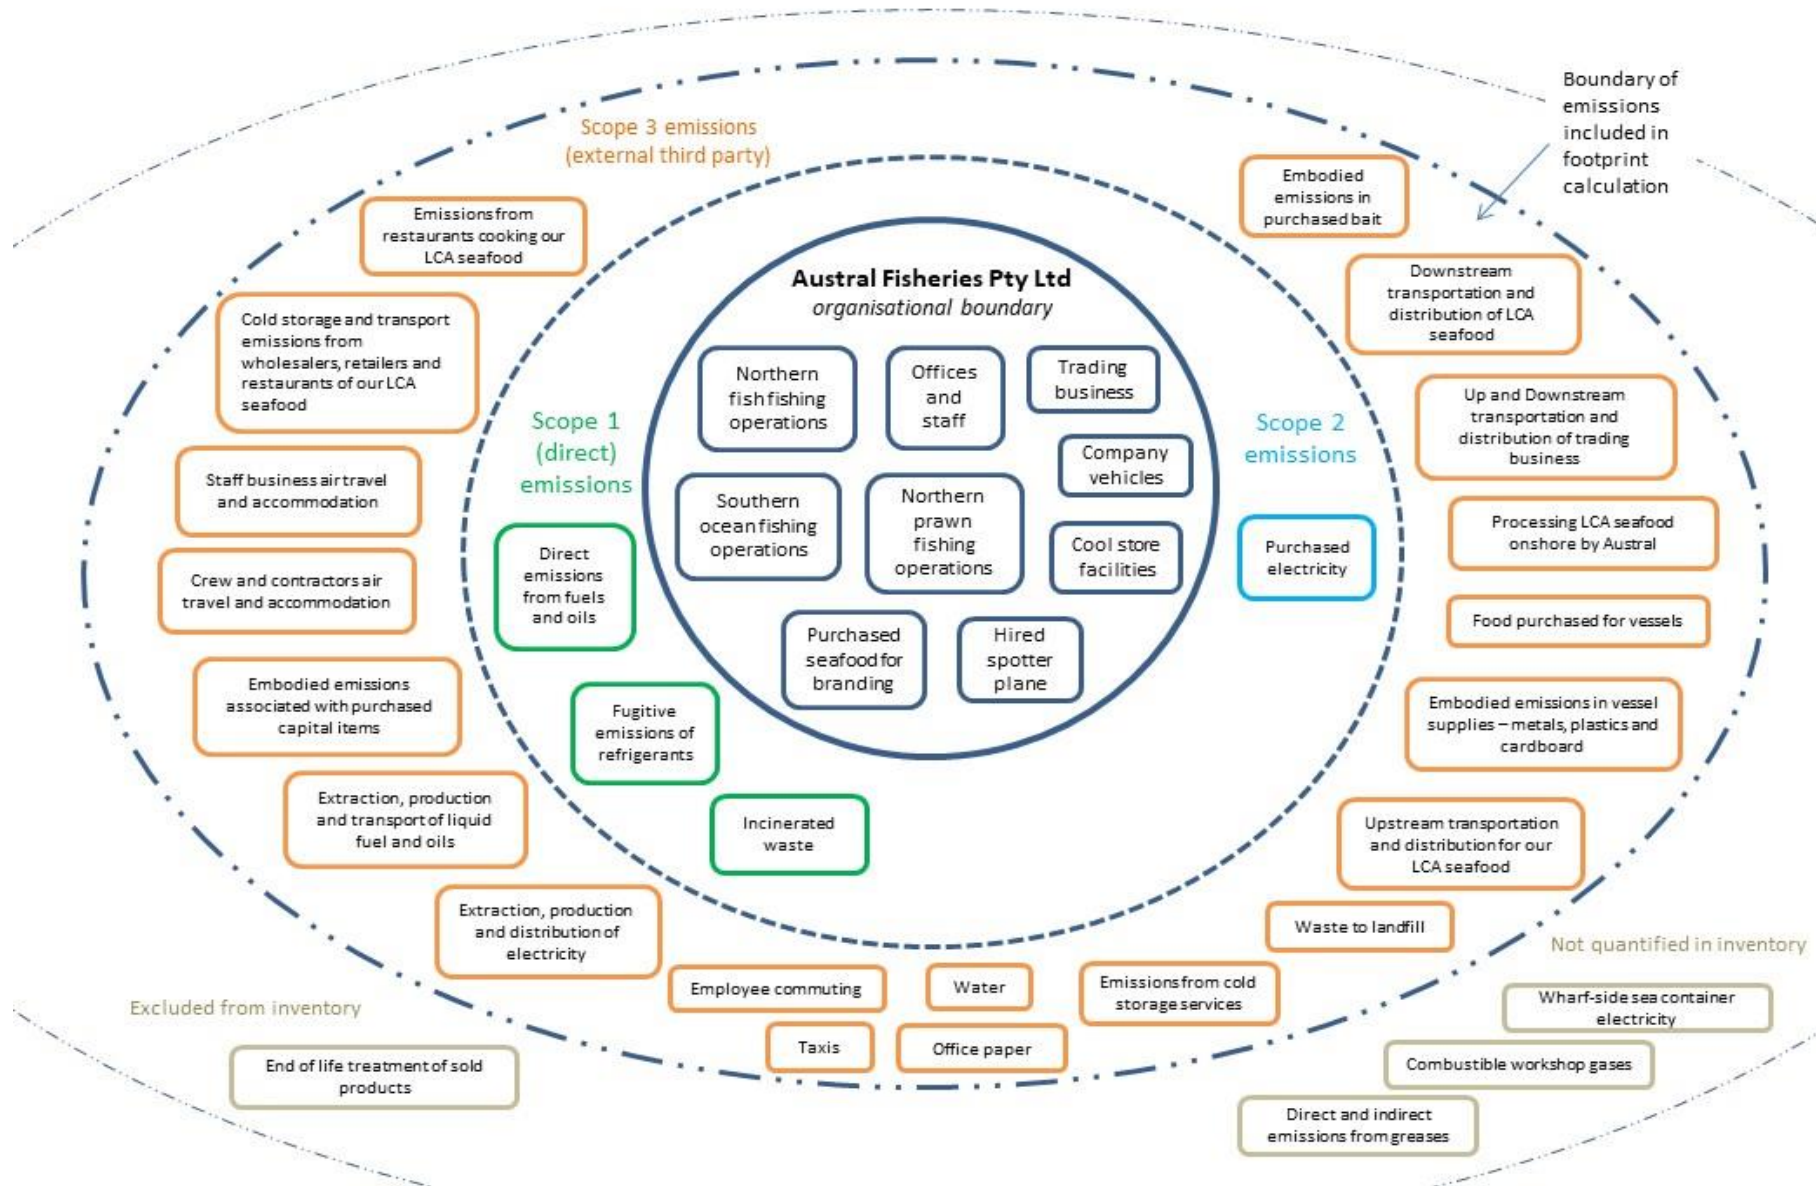 Boundary of
emissions
included in
footprint
calculation
Scope 3 emissions
(external third party)
Emissions from
restaurants cooking our
LCA seafood
Cold storage and transport
emissions from
wholesalers, retailers and
restaurants of our LCA
seafood
Staff business air travel
and accommodation
Crew and contractors air
travel and accommodation
Embodied emissions
associated with purchased
capital items
Extraction, production
and transport of liquid
fuel and oils
Extraction, production
and distribution of
electricity
Employee commuting
Taxis
Water
Office paper
Emissions from cold
storage services
Waste to landfill
Upstream transportation
and distribution for our
LCA seafood
Embodied emissions in vessel
supplies – metals, plastics and
cardboard
Food purchased for vessels
Processing LCA seafood
onshore by Austral
Up and Downstream
transportation and
distribution of trading
business
Downstream
transportation and
distribution of LCA
seafood
Embodied
emissions in
purchased bait
Scope 1
(direct)
emissions
Direct
emissions
from fuels
and oils
Fugitive
emissions of
refrigerants
Incinerated
waste
Austral Fisheries Pty Ltd
organisational boundary
Northern
fish fishing
operations
Offices
and
staff
Trading
business
Company
vehicles
Southern
ocean fishing
operations
Northern
prawn
fishing
operations
Cool store
facilities
Purchased
seafood for
branding
Hired
spotter
plane
Scope 2
emissions
Purchased
electricity
Excluded from inventory
End of life treatment of sold
products
Not quantified in inventory
Wharf-side sea container
electricity
Combustible workshop gases
Direct and indirect
emissions from greases